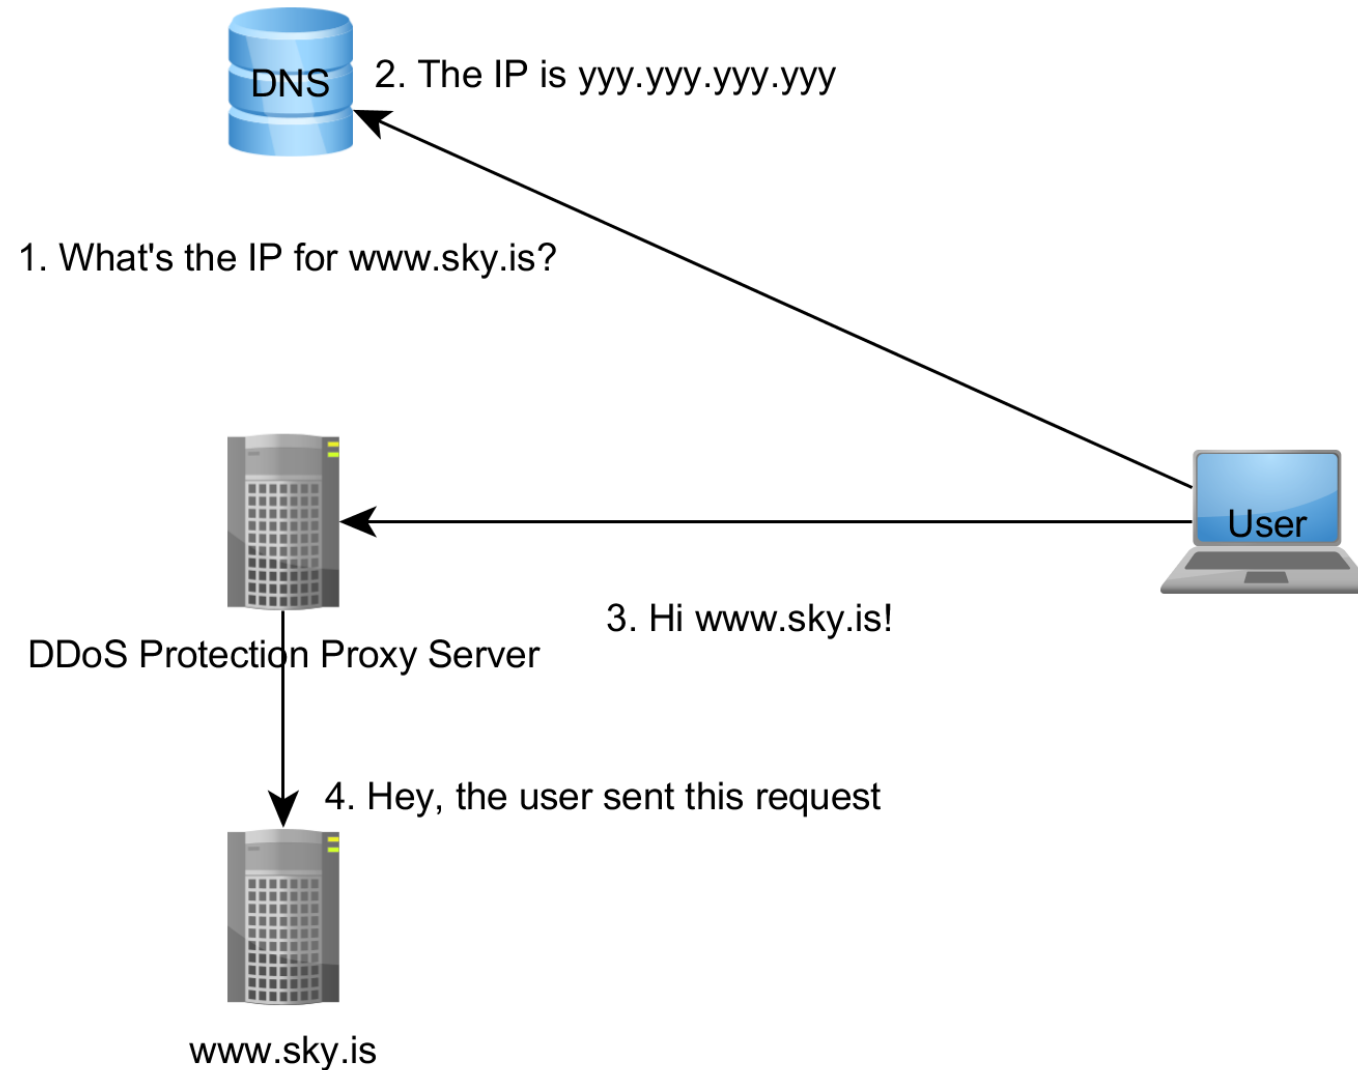 DNS
2. The IP is yyy.yyy.yyy.yyy
1. What's the IP for www.sky.is?
User
3. Hi www.sky.is!
DDoS Protection Proxy Server
4. Hey, the user sent this request
www.sky.is